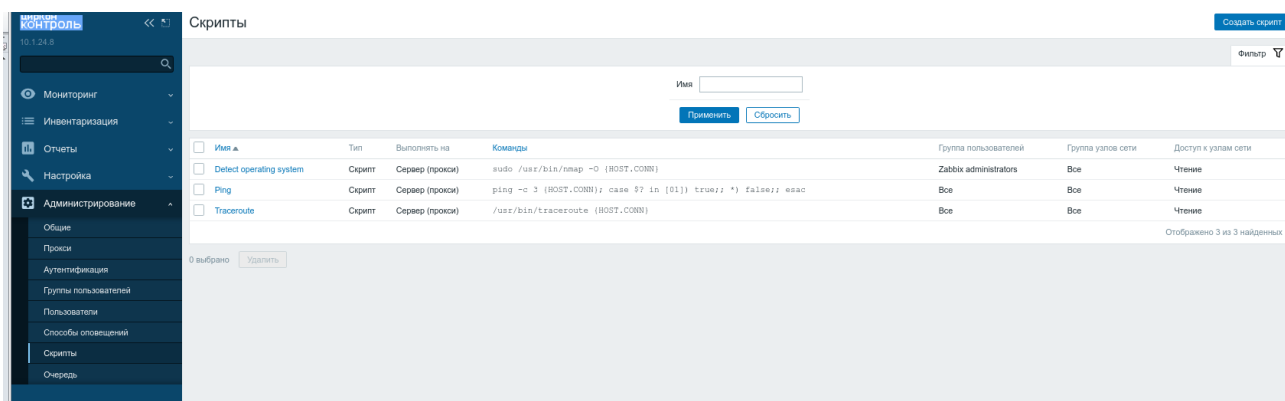 циркон
контроль
10.1.24.8
Мониторинг
Инвентаризация
Отчеты
Настройка
Администрирование
Общие
Прокси
Аутентификация
Группы пользователей
Пользователи
Способы оповещений
Скрипты
Очередь
Скрипты
Создать скрипт
Фильтр
Имя
Применить Сбросить
Имя Тип Выполнять на Команды Группа пользователей Группа узлов сети Доступ к узлам сети
Detect operating system Скрипт Сервер (прокси) sudo /usr/bin/nmap -O {HOST.CONN} Zabbix administrators Все Чтение
Ping Скрипт Сервер (прокси) ping -c 3 {HOST.CONN}; case $? in [01]) true;; *) false;; esac Все Все Чтение
Traceroute Скрипт Сервер (прокси) /usr/bin/traceroute {HOST.CONN} Все Все Чтение
Отображено 3 из 3 найденных
0 выбрано Удалить